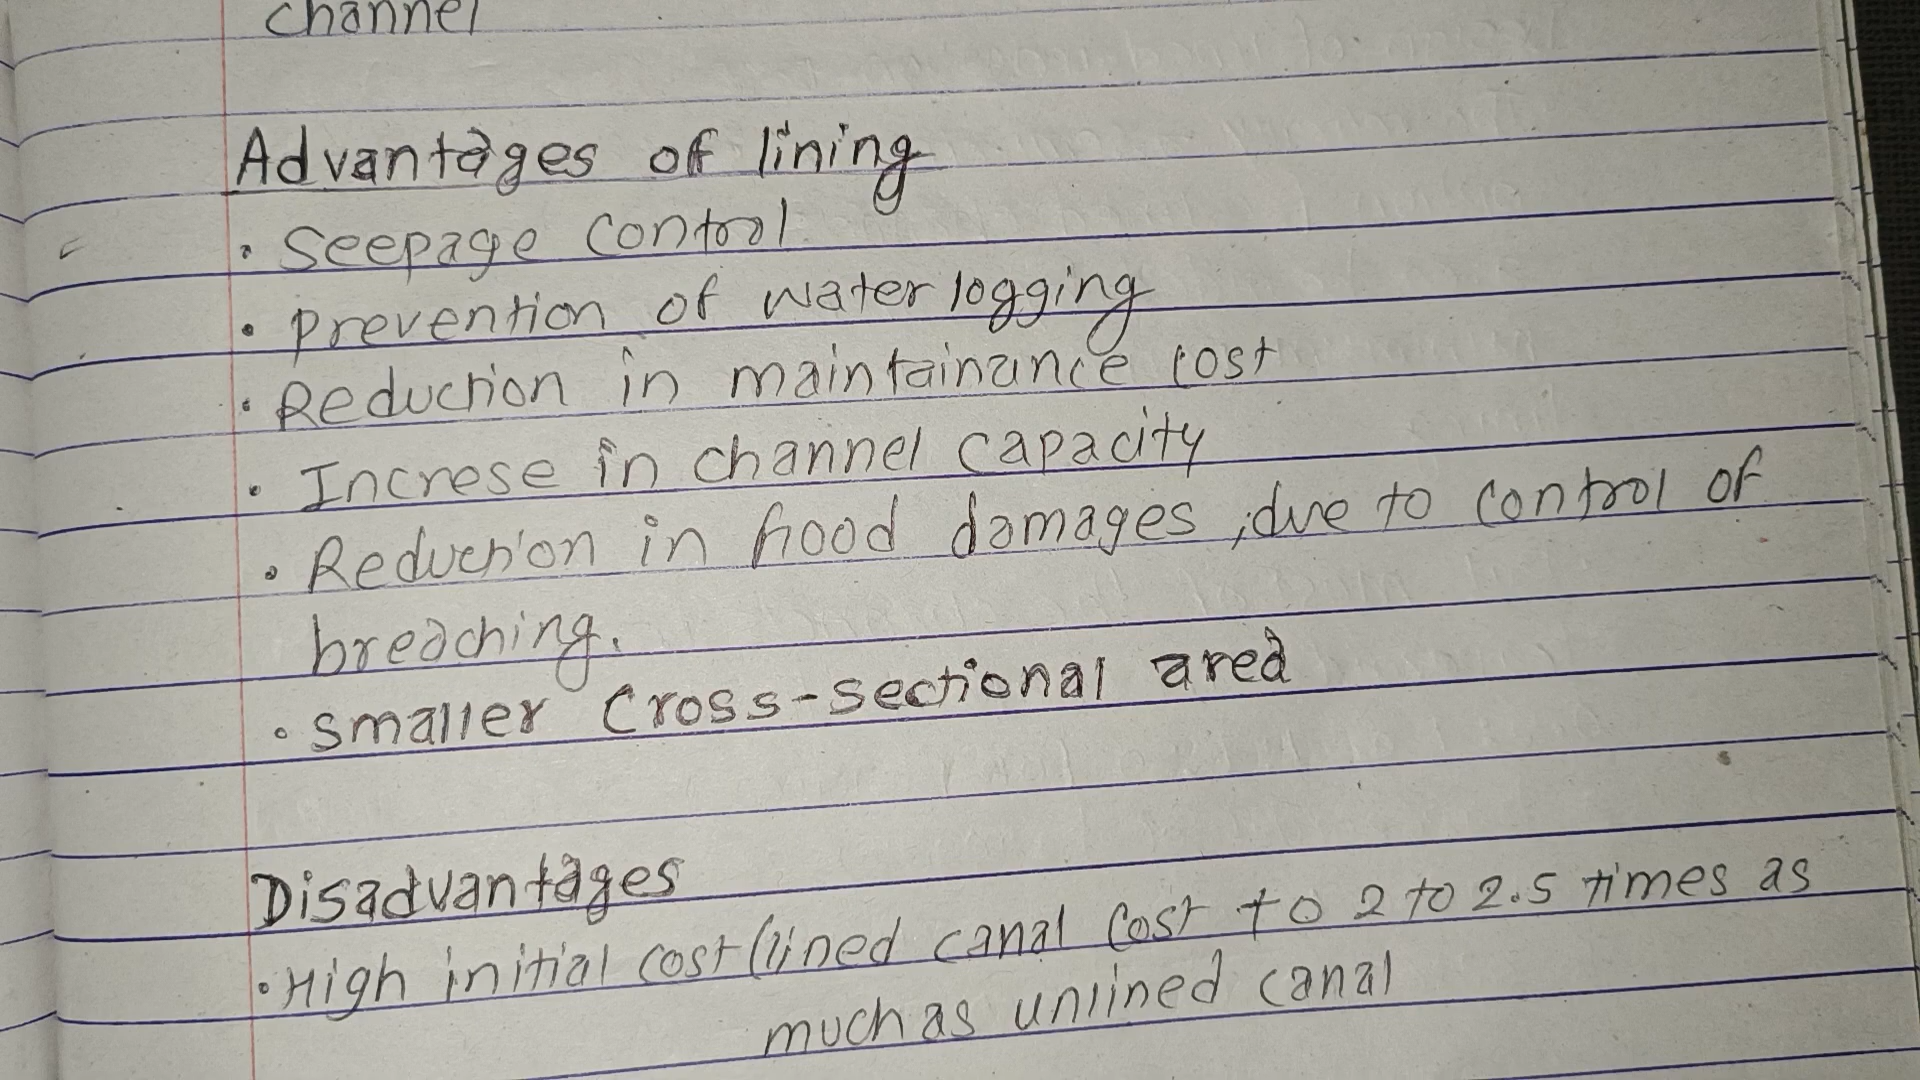 channel
Advantages of lining
• Seepage control
• prevention of water logging
• Reduction in maintainance cost
• Increse in channel capacity
• Reduction in flood damages, due to control of
breaching.
• smaller cross-sectional area
Disadvantages
• High initial cost (lined canal cost to 2 to 2.5 times as
much as unlined canal